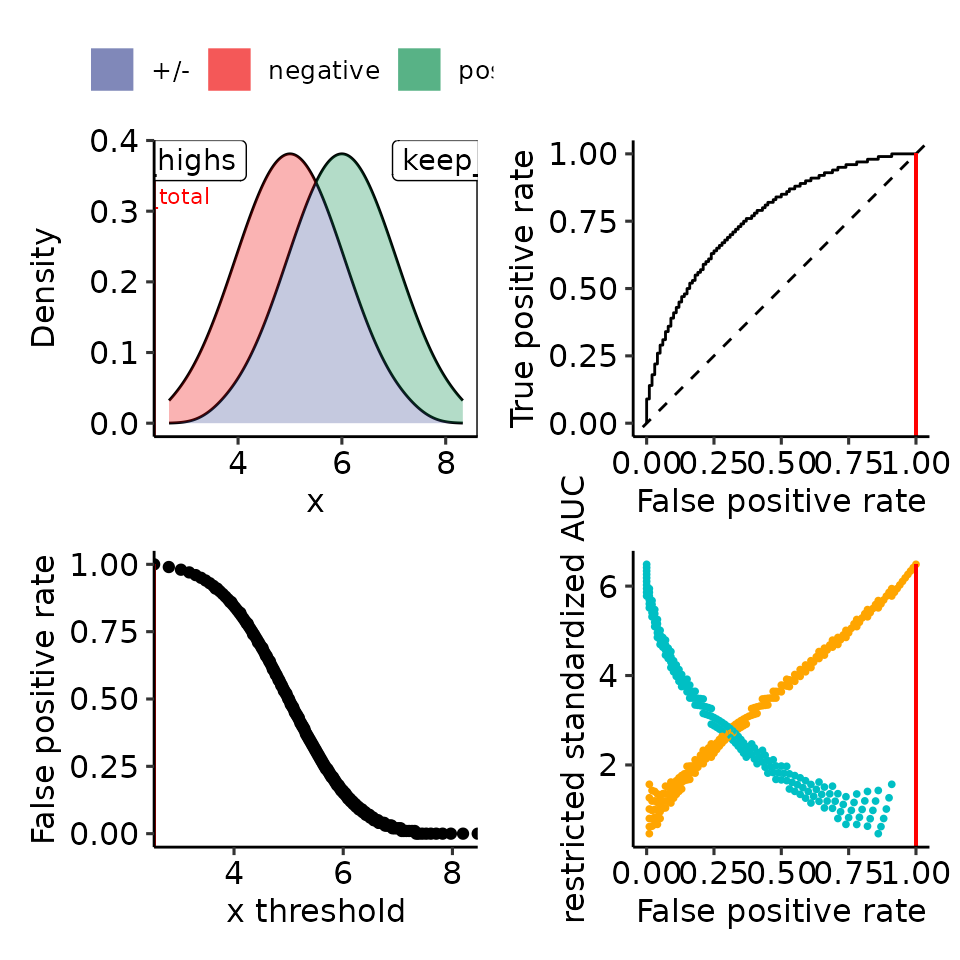 +/- negative pos
0.4
0.3
0.2
0.1
0.0
Density
highs
keep_
total
4 6 8
x
1.00
0.75
0.50
0.25
0.00
True positive rate
0.00 0.25 0.50 0.75 1.00
False positive rate
1.00
0.75
0.50
0.25
0.00
False positive rate
4 6 8
x threshold
6
4
2
restricted standardized AUC
0.00 0.25 0.50 0.75 1.00
False positive rate